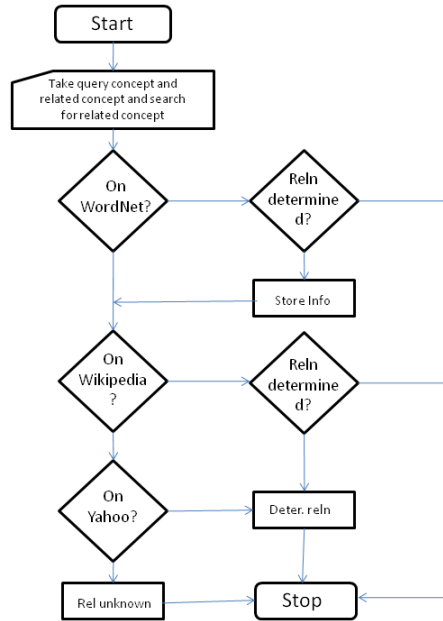 Start
Take query concept and
related concept and search
for related concept
On
WordNet?
Reln
determine
d?
Store Info
On
Wikipedia
?
Reln
determine
d?
On
Yahoo?
Deter. reln
Rel unknown
Stop